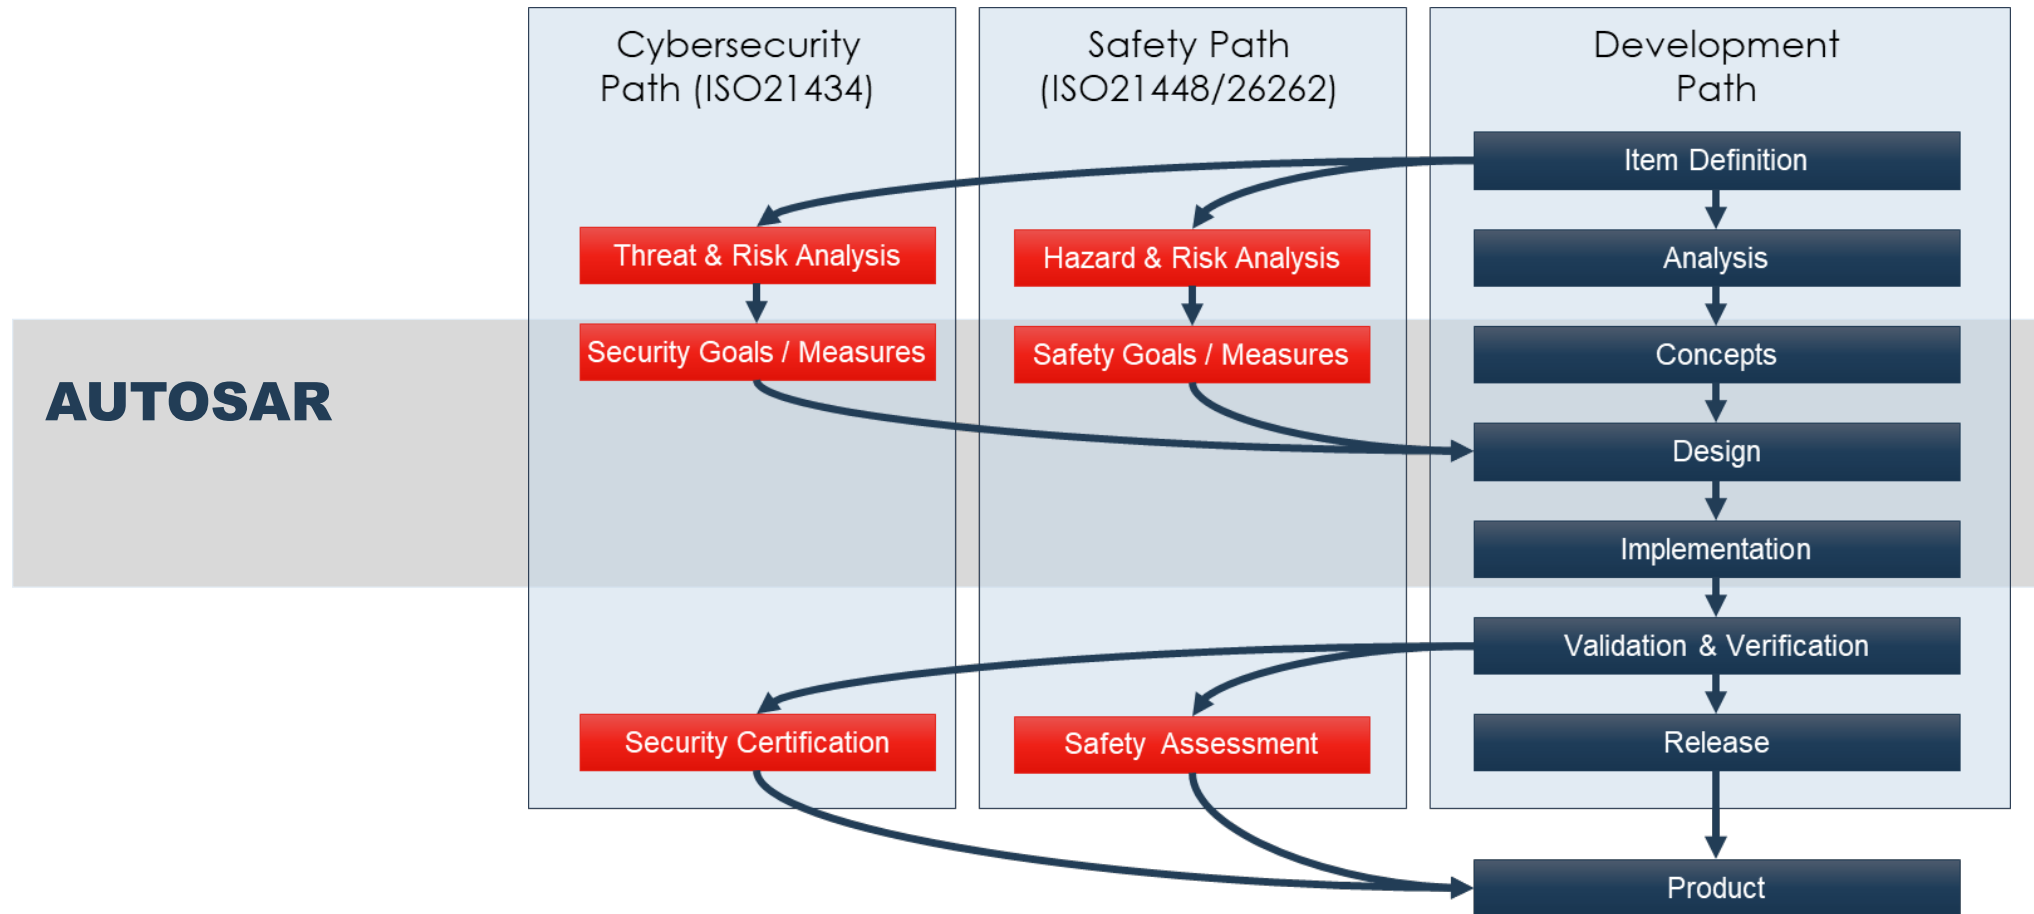 Cybersecurity
Path (ISO21434)
Safety Path
(ISO21448/26262)
Development
Path
Item Definition
Threat & Risk Analysis
Hazard & Risk Analysis
Analysis
Security Goals / Measures
Safety Goals / Measures
Concepts
AUTOSAR
Design
Implementation
Validation & Verification
Security Certification
Safety Assessment
Release
Product